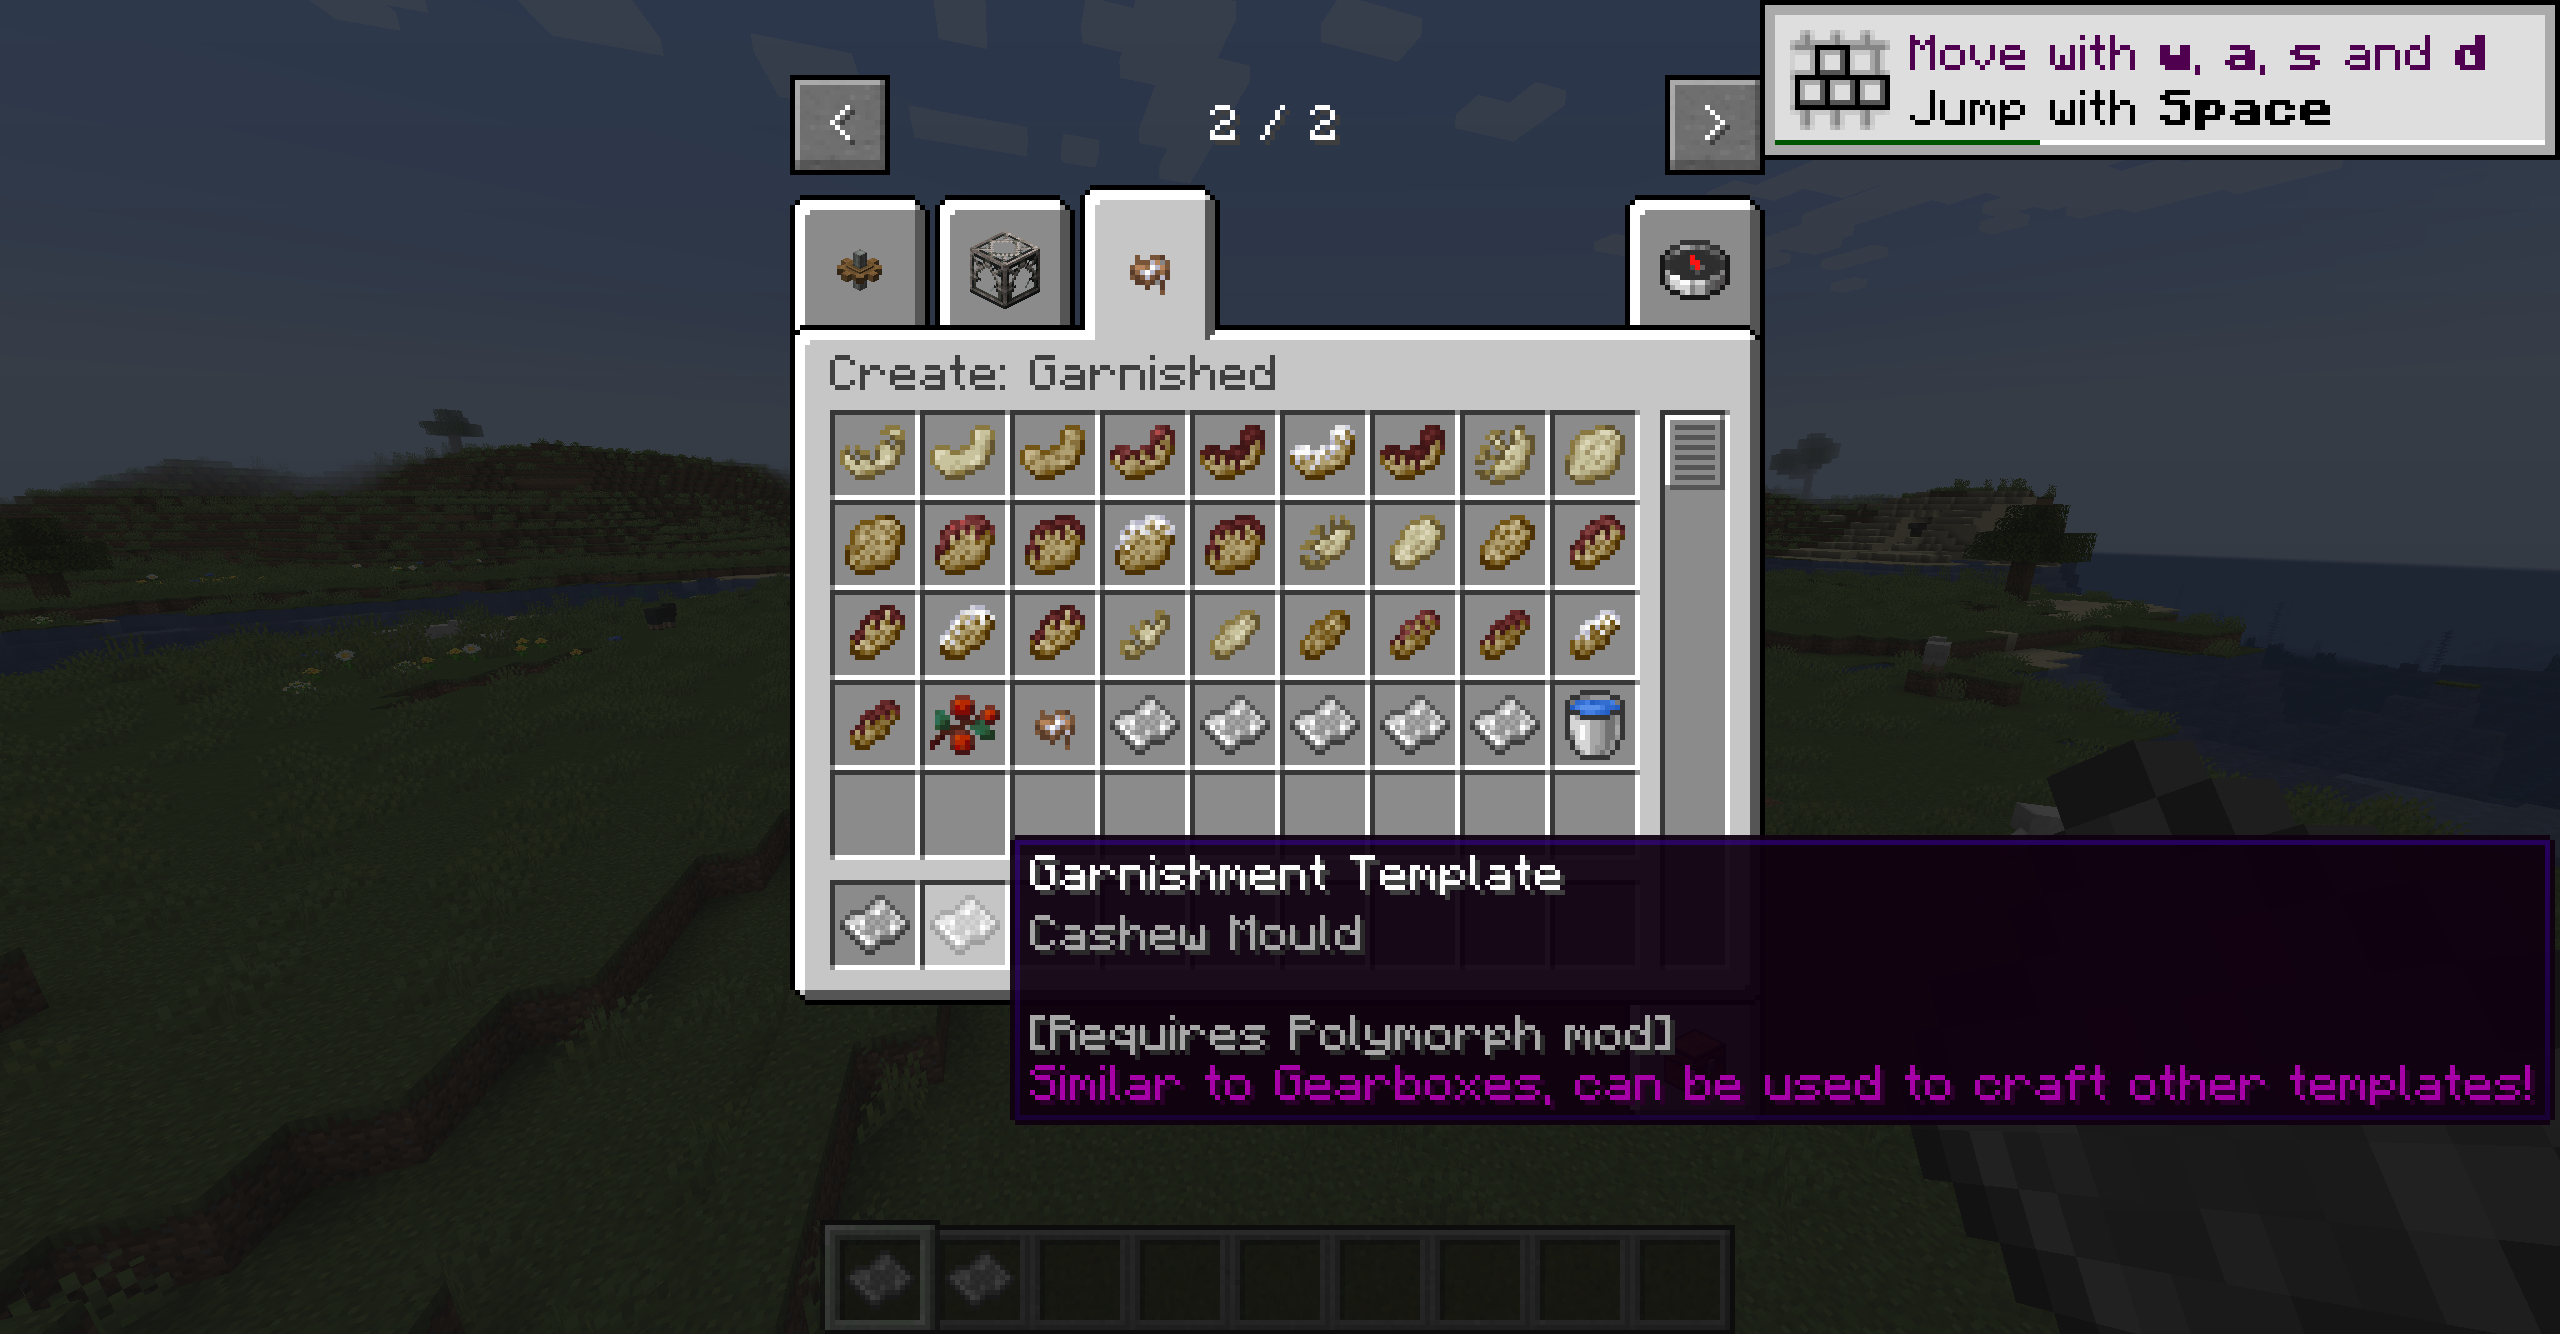 Move with w, a, s and d
Jump with Space
< 2 / 2 >
Create: Garnished
Garnishment Template
Cashew Mould
[Requires Polymorph mod]
Similar to Gearboxes, can be used to craft other templates!